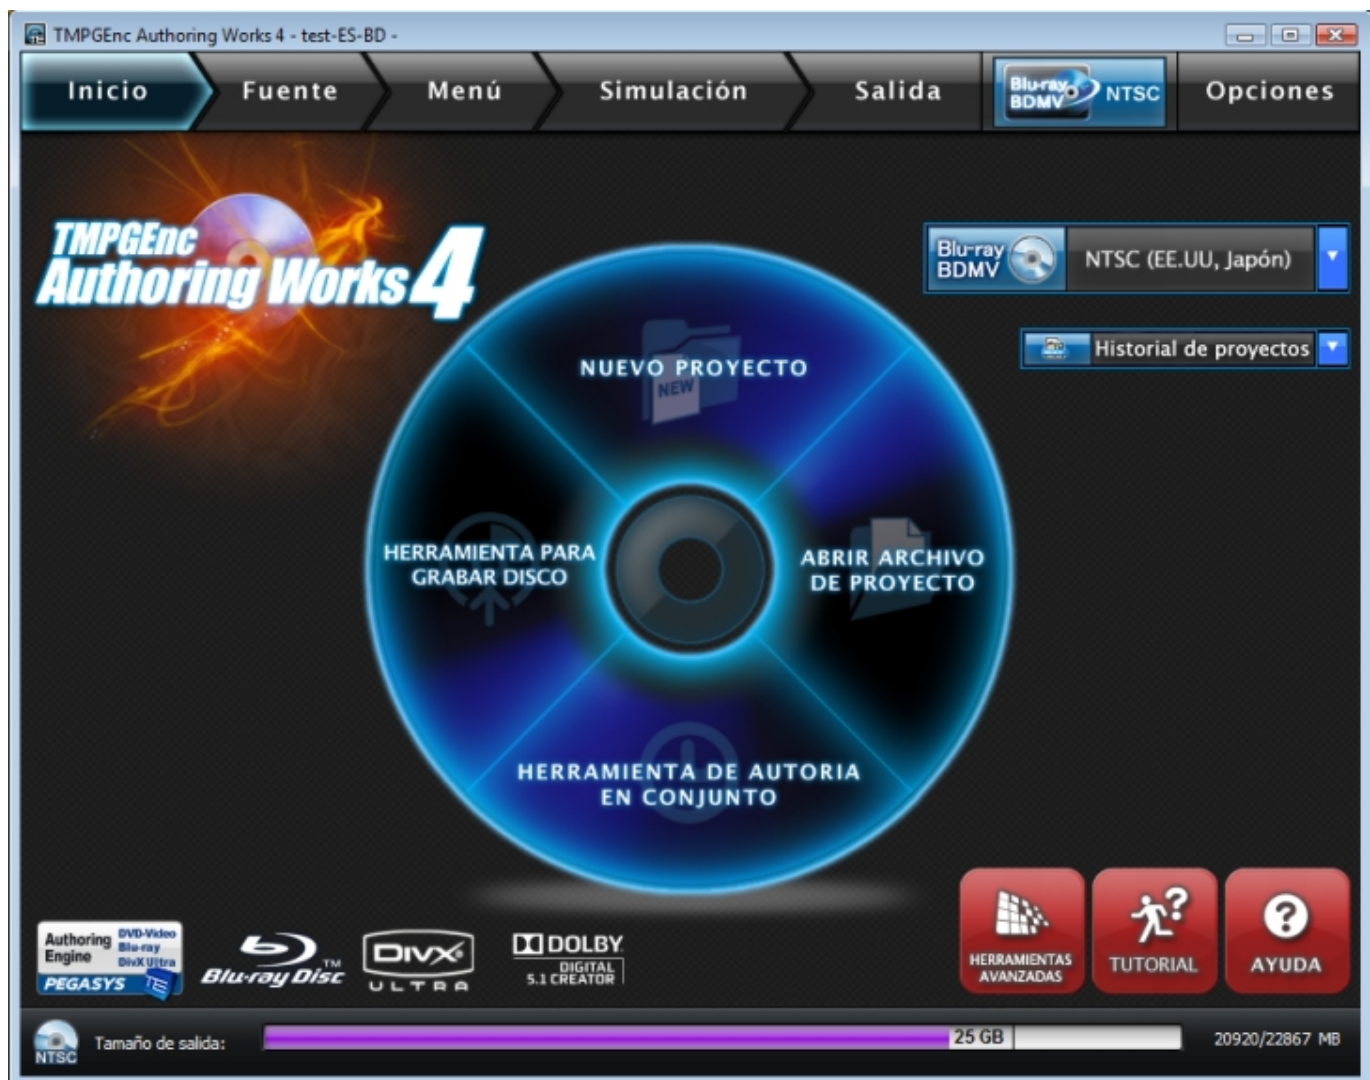 TMPGEnc Authoring Works 4 - test-ES-BD -
Inicio
Fuente
Menú
Simulación
Salida
Blu-ray
BDMV
NTSC
Opciones
TMPGEnc
Authoring Works 4
Blu-ray
BDMV
NTSC (EE.UU, Japón)
Historial de proyectos
NUEVO PROYECTO
NEW
HERRAMIENTA PARA
GRABAR DISCO
ABRIR ARCHIVO
DE PROYECTO
HERRAMIENTA DE AUTORIA
EN CONJUNTO
Authoring
Engine
DVD-Video
Blu-ray
DivX Ultra
PEGASYS
Blu-ray Disc™
DIVX
ULTRA
DOLBY
DIGITAL
5.1 CREATOR
HERRAMIENTAS
AVANZADAS
TUTORIAL
AYUDA
NTSC
Tamaño de salida:
25 GB
20920/22867 MB